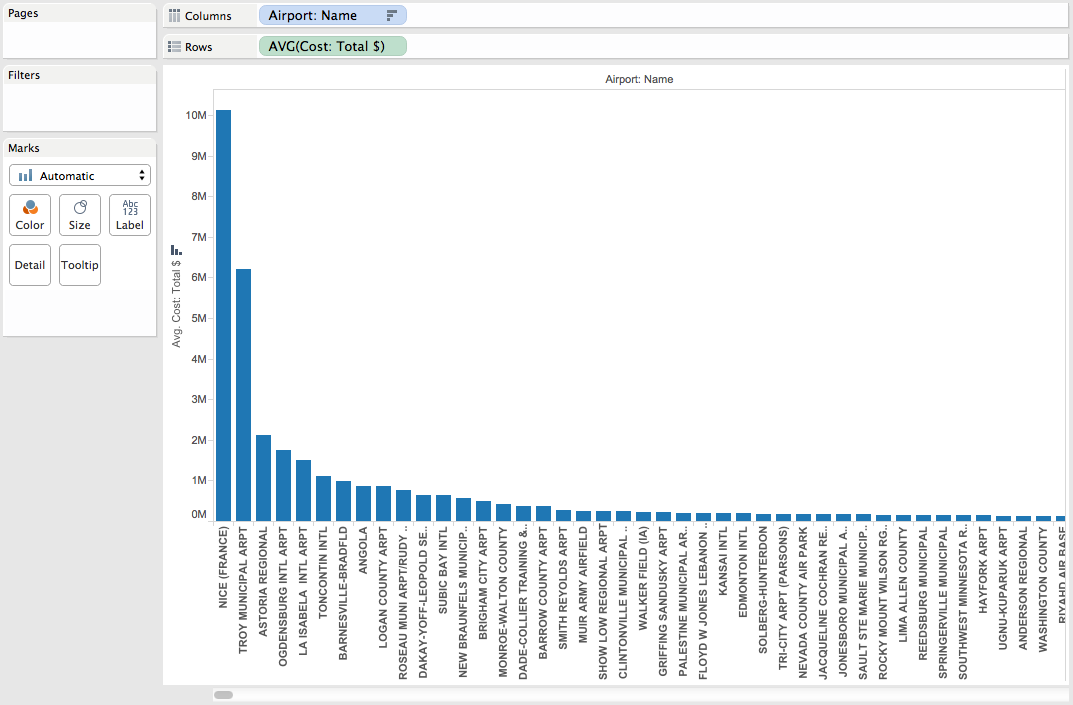 Pages
Columns
Airport: Name
Rows
AVG(Cost: Total $)
Filters
Marks
Automatic
Color
Size
Abc
123
Label
Detail
Tooltip
Airport: Name
Avg. Cost: Total $
10M
9M
8M
7M
6M
5M
4M
3M
2M
1M
0M
NICE (FRANCE)
TROY MUNICIPAL ARPT
ASTORIA REGIONAL
OGDENSBURG INTL ARPT
LA ISABELA  INTL ARPT
TONCONTIN INTL
BARNESVILLE-BRADFLD
ANGOLA
LOGAN COUNTY ARPT
ROSEAU MUNI ARPT/RUDY ..
DAKAY-YOFF-LEOPOLD SE..
SUBIC BAY INTL
NEW BRAUNFELS MUNICIP..
BRIGHAM CITY ARPT
MONROE-WALTON COUNTY
DADE-COLLIER TRAINING &..
BARROW COUNTY ARPT
SMITH REYOLDS ARPT
MUIR ARMY AIRFIELD
SHOW LOW REGIONAL ARPT
CLINTONVILLE MUNICIPAL ..
WALKER FIELD (IA)
GRIFFING SANDUSKY ARPT
PALESTINE MUNICIPAL AR..
FLOYD W JONES LEBANON ..
KANSAI INTL
EDMONTON INTL
SOLBERG-HUNTERDON
TRI-CITY ARPT (PARSONS)
NEVADA COUNTY AIR PARK
JACQUELINE COCHRAN RE..
JONESBORO MUNICIPAL A..
SAULT STE MARIE MUNICIP..
ROCKY MOUNT WILSON RG..
LIMA ALLEN COUNTY
REEDSBURG MUNICIPAL
SPRINGERVILLE MUNICIPAL
SOUTHWEST MINNESOTA R..
HAYFORK ARPT
UGNU-KUPARUK ARPT
ANDERSON REGIONAL
WASHINGTON COUNTY
RIYAHD AIR BASE